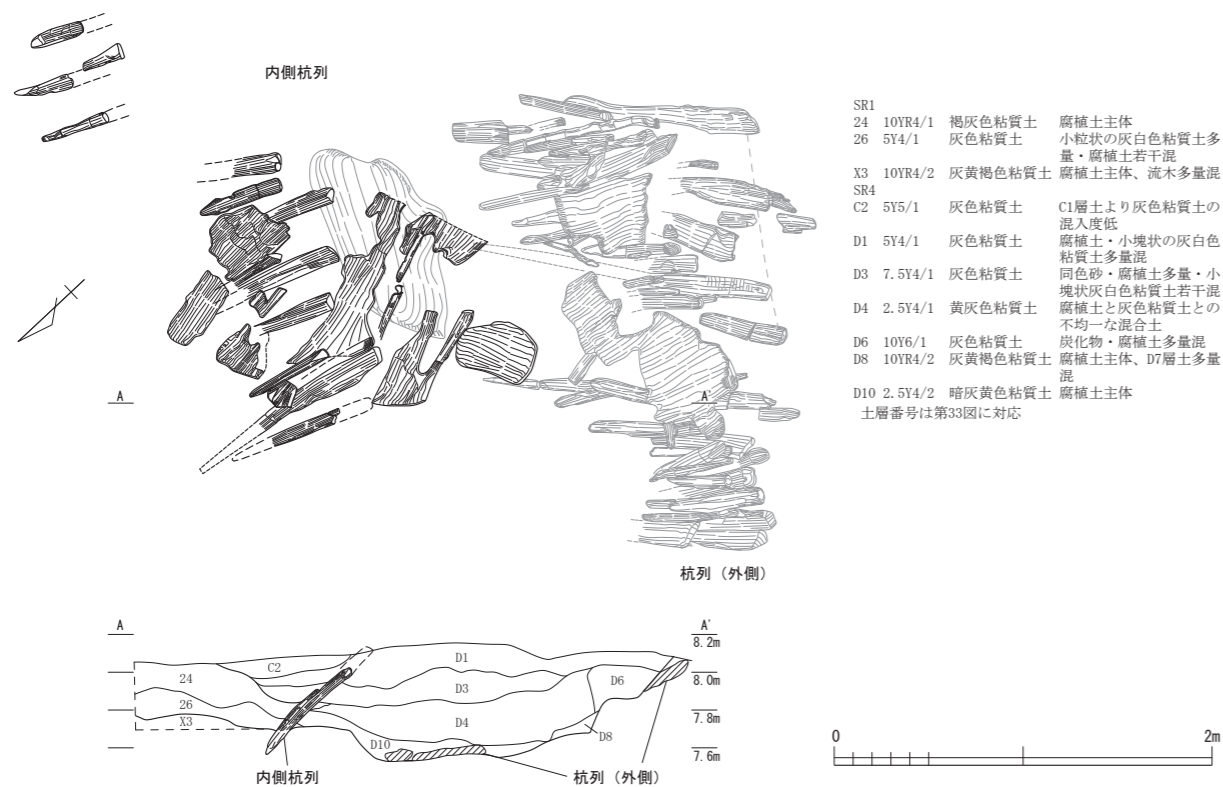 内側杭列
SR1
24 10YR4/1 褐灰色粘質土 腐植土主体
26 5Y4/1 灰色粘質土 小粒状の灰白色粘質土多
量・腐植土若干混
X3 10YR4/2 灰黄褐色粘質土 腐植土主体、流木多量混
SR4
C2 5Y5/1 灰色粘質土 C1層土より灰色粘質土の
混入度低
D1 5Y4/1 灰色粘質土 腐植土・小塊状の灰白色
粘質土多量混
D3 7.5Y4/1 灰色粘質土 同色砂・腐植土多量・小
塊状灰白色粘質土若干混
D4 2.5Y4/1 黄灰色粘質土 腐植土と灰色粘質土との
不均一な混合土
D6 10Y6/1 灰色粘質土 炭化物・腐植土多量混
D8 10YR4/2 灰黄褐色粘質土 腐植土主体、D7層土多量
混
D10 2.5Y4/2 暗灰黄色粘質土 腐植土主体
土層番号は第33図に対応
A A'
杭列（外側）
A A'
8.2m
C2 D1
24 D3 D6 8.0m
26
X3 D4 7.8m
D10 D8
7.6m
内側杭列 杭列（外側）
0 2m